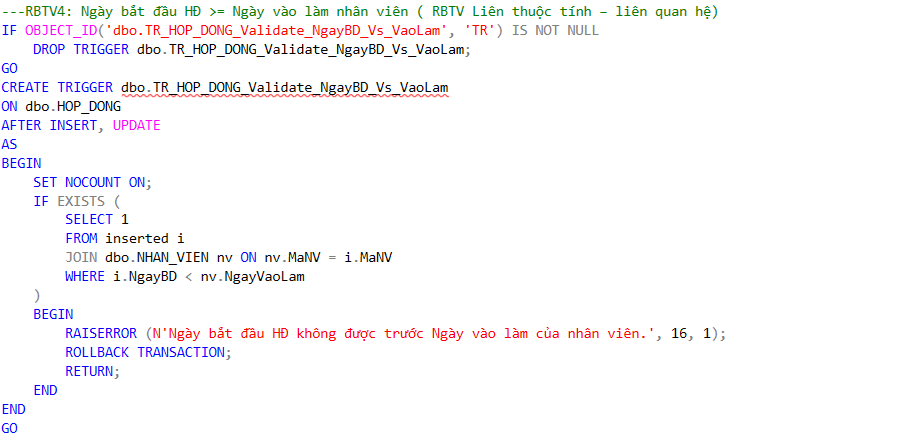 ---RBTV4: Ngày bắt đầu HĐ >= Ngày vào làm nhân viên ( RBTV Liên thuộc tính – liên quan hệ)
IF OBJECT_ID('dbo.TR_HOP_DONG_Validate_NgayBD_Vs_VaoLam', 'TR') IS NOT NULL
    DROP TRIGGER dbo.TR_HOP_DONG_Validate_NgayBD_Vs_VaoLam;
GO
CREATE TRIGGER dbo.TR_HOP_DONG_Validate_NgayBD_Vs_VaoLam
ON dbo.HOP_DONG
AFTER INSERT, UPDATE
AS
BEGIN
    SET NOCOUNT ON;
    IF EXISTS (
        SELECT 1
        FROM inserted i
        JOIN dbo.NHAN_VIEN nv ON nv.MaNV = i.MaNV
        WHERE i.NgayBD < nv.NgayVaoLam
    )
    BEGIN
        RAISERROR (N'Ngày bắt đầu HĐ không được trước Ngày vào làm của nhân viên.', 16, 1);
        ROLLBACK TRANSACTION;
        RETURN;
    END
END
GO